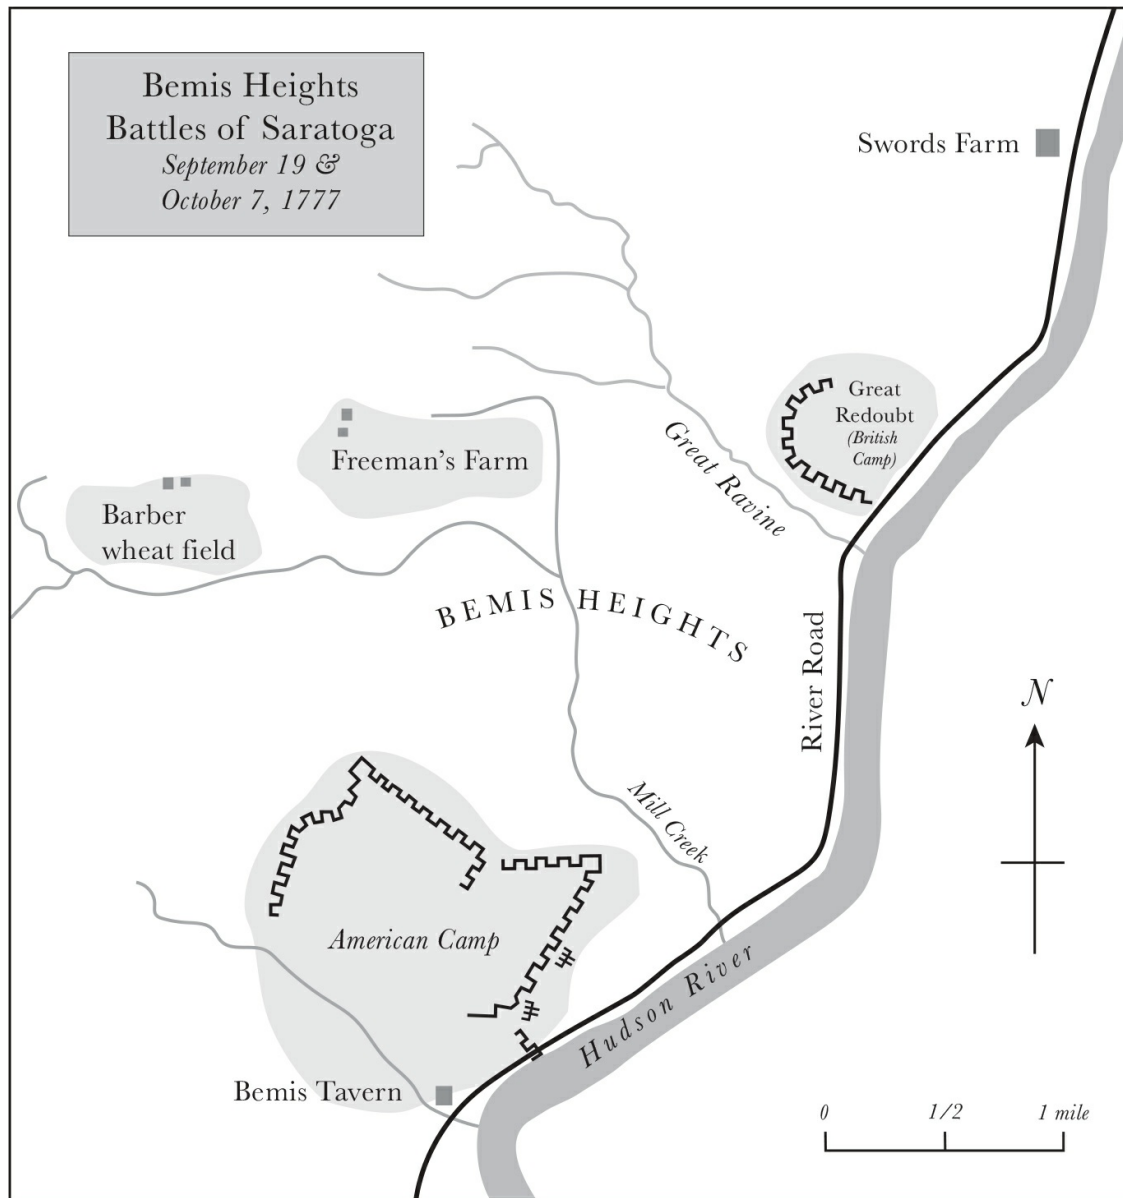 Bemis Heights
Battles of Saratoga
September 19 &
October 7, 1777
Swords Farm
Great
Redoubt
(British
Camp)
Great Ravine
Freeman's Farm
Barber
wheat field
BEMIS HEIGHTS
River Road
N
Mill Creek
American Camp
Hudson River
Bemis Tavern
0 1/2 1 mile